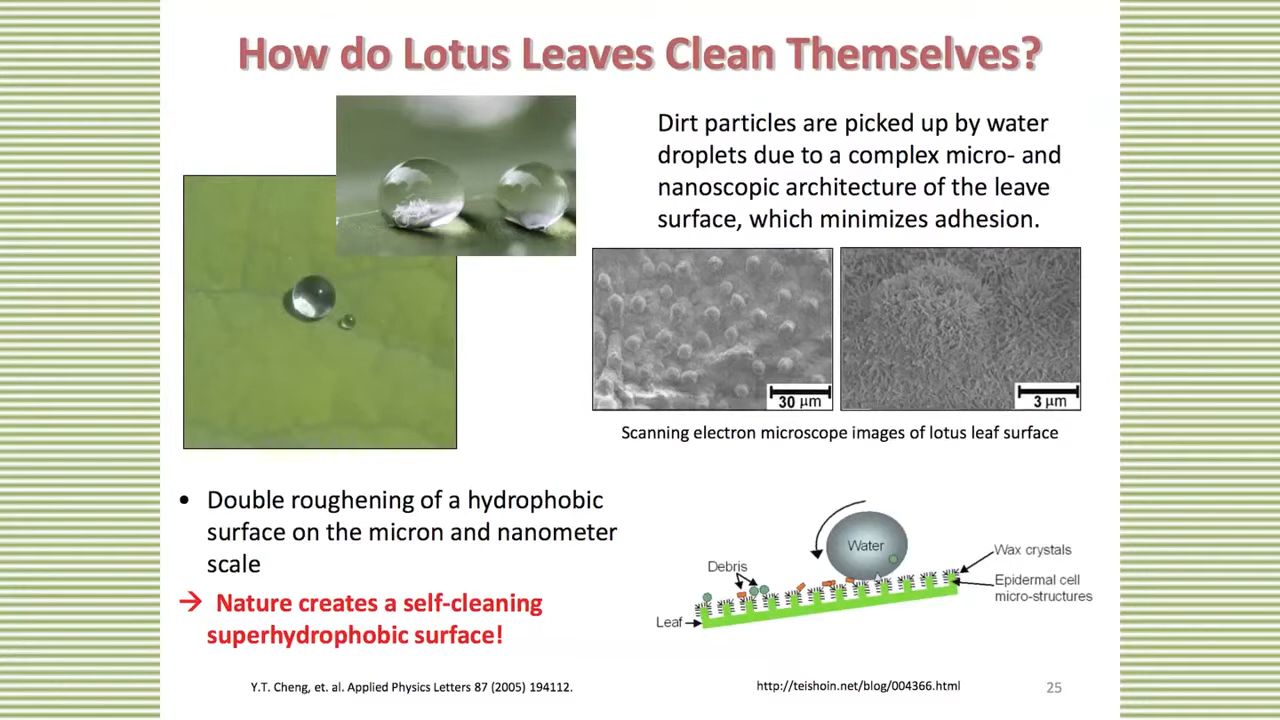 How do Lotus Leaves Clean Themselves?
Dirt particles are picked up by water
droplets due to a complex micro- and
nanoscopic architecture of the leave
surface, which minimizes adhesion.
30 µm
3 µm
Scanning electron microscope images of lotus leaf surface
• Double roughening of a hydrophobic
surface on the micron and nanometer
scale
→ Nature creates a self-cleaning
superhydrophobic surface!
Water
Debris
Wax crystals
Epidermal cell
micro-structures
Leaf
Y.T. Cheng, et. al. Applied Physics Letters 87 (2005) 194112.
http://teishoin.net/blog/004366.html
25